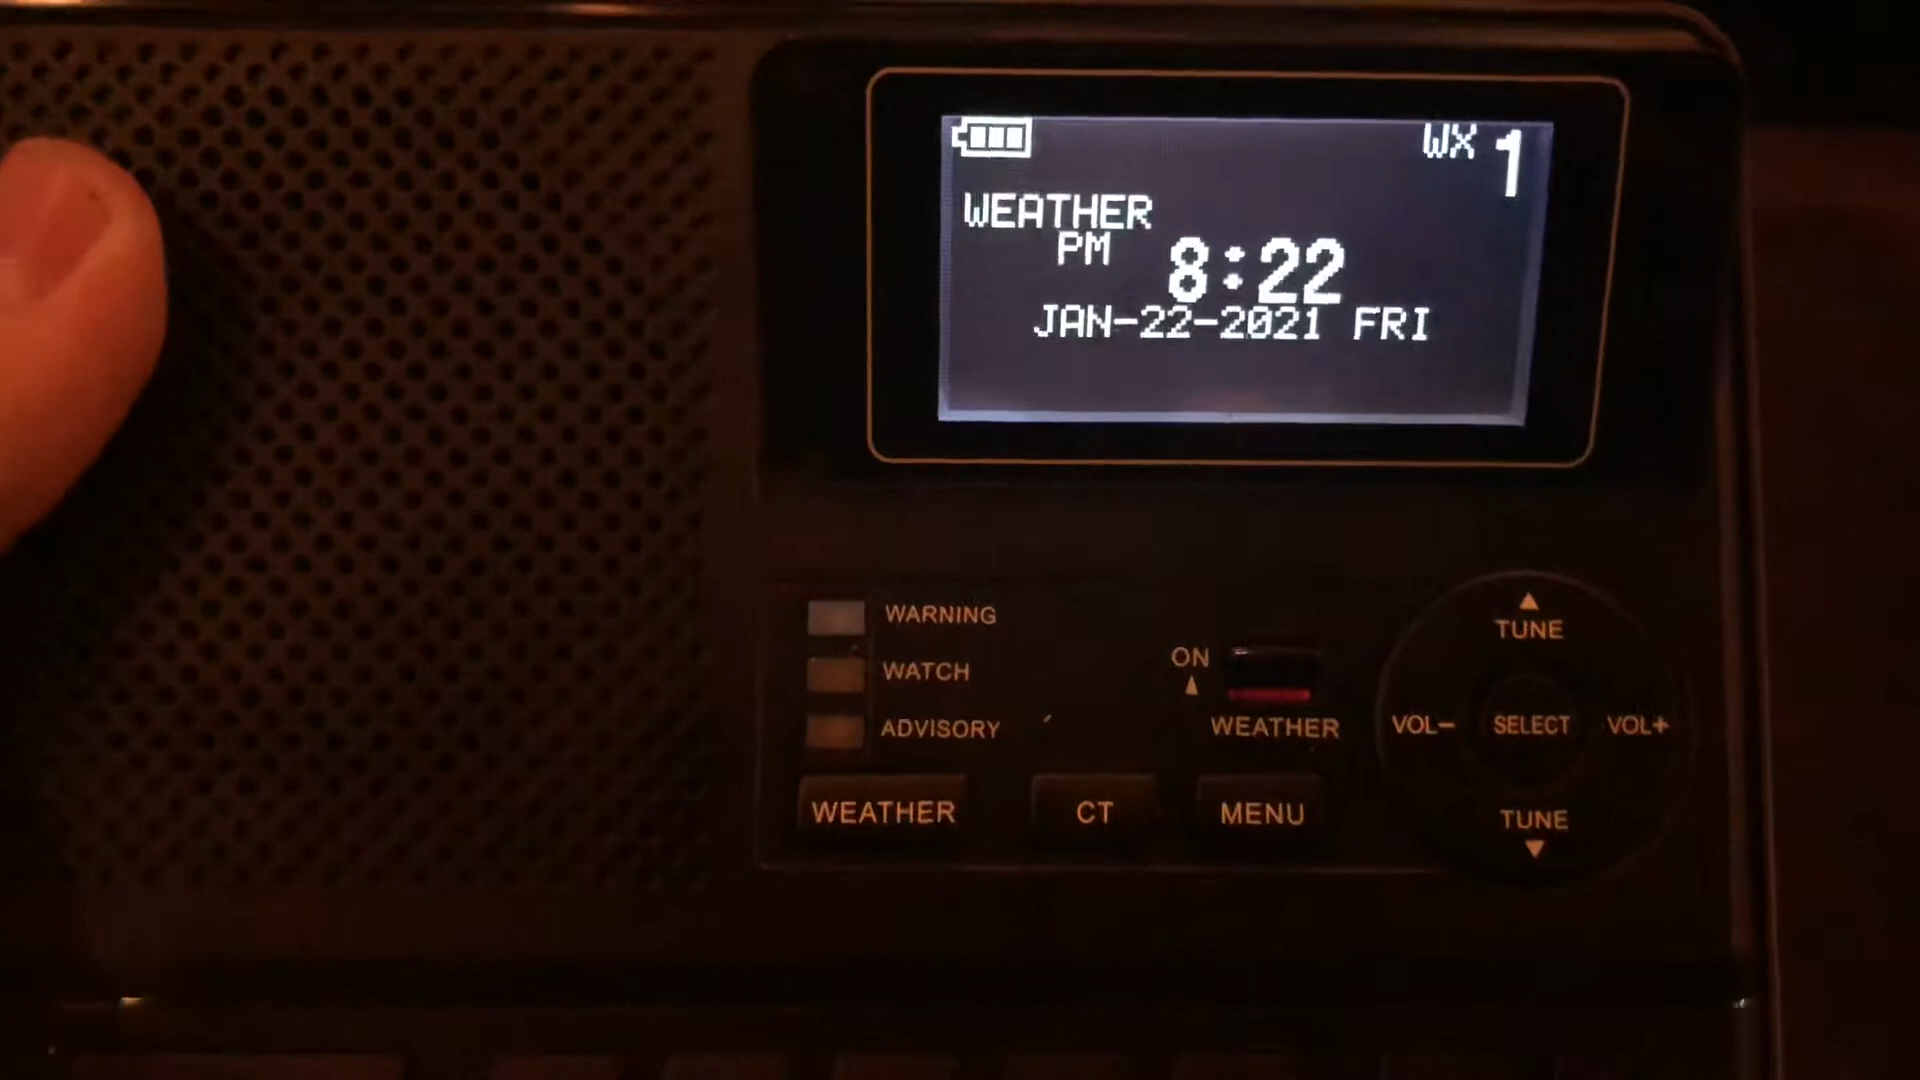 WX 1
WEATHER
PM 8:22
JAN-22-2021 FRI
WARNING
WATCH
ADVISORY
ON
WEATHER
WEATHER
CT
MENU
TUNE
VOL-
SELECT
VOL+
TUNE